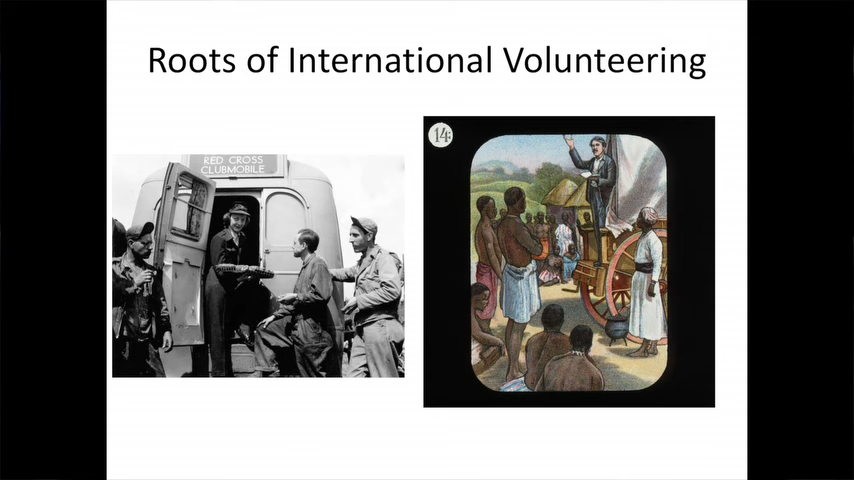 Roots of International Volunteering
RED CROSS
CLUBMOBILE
14: